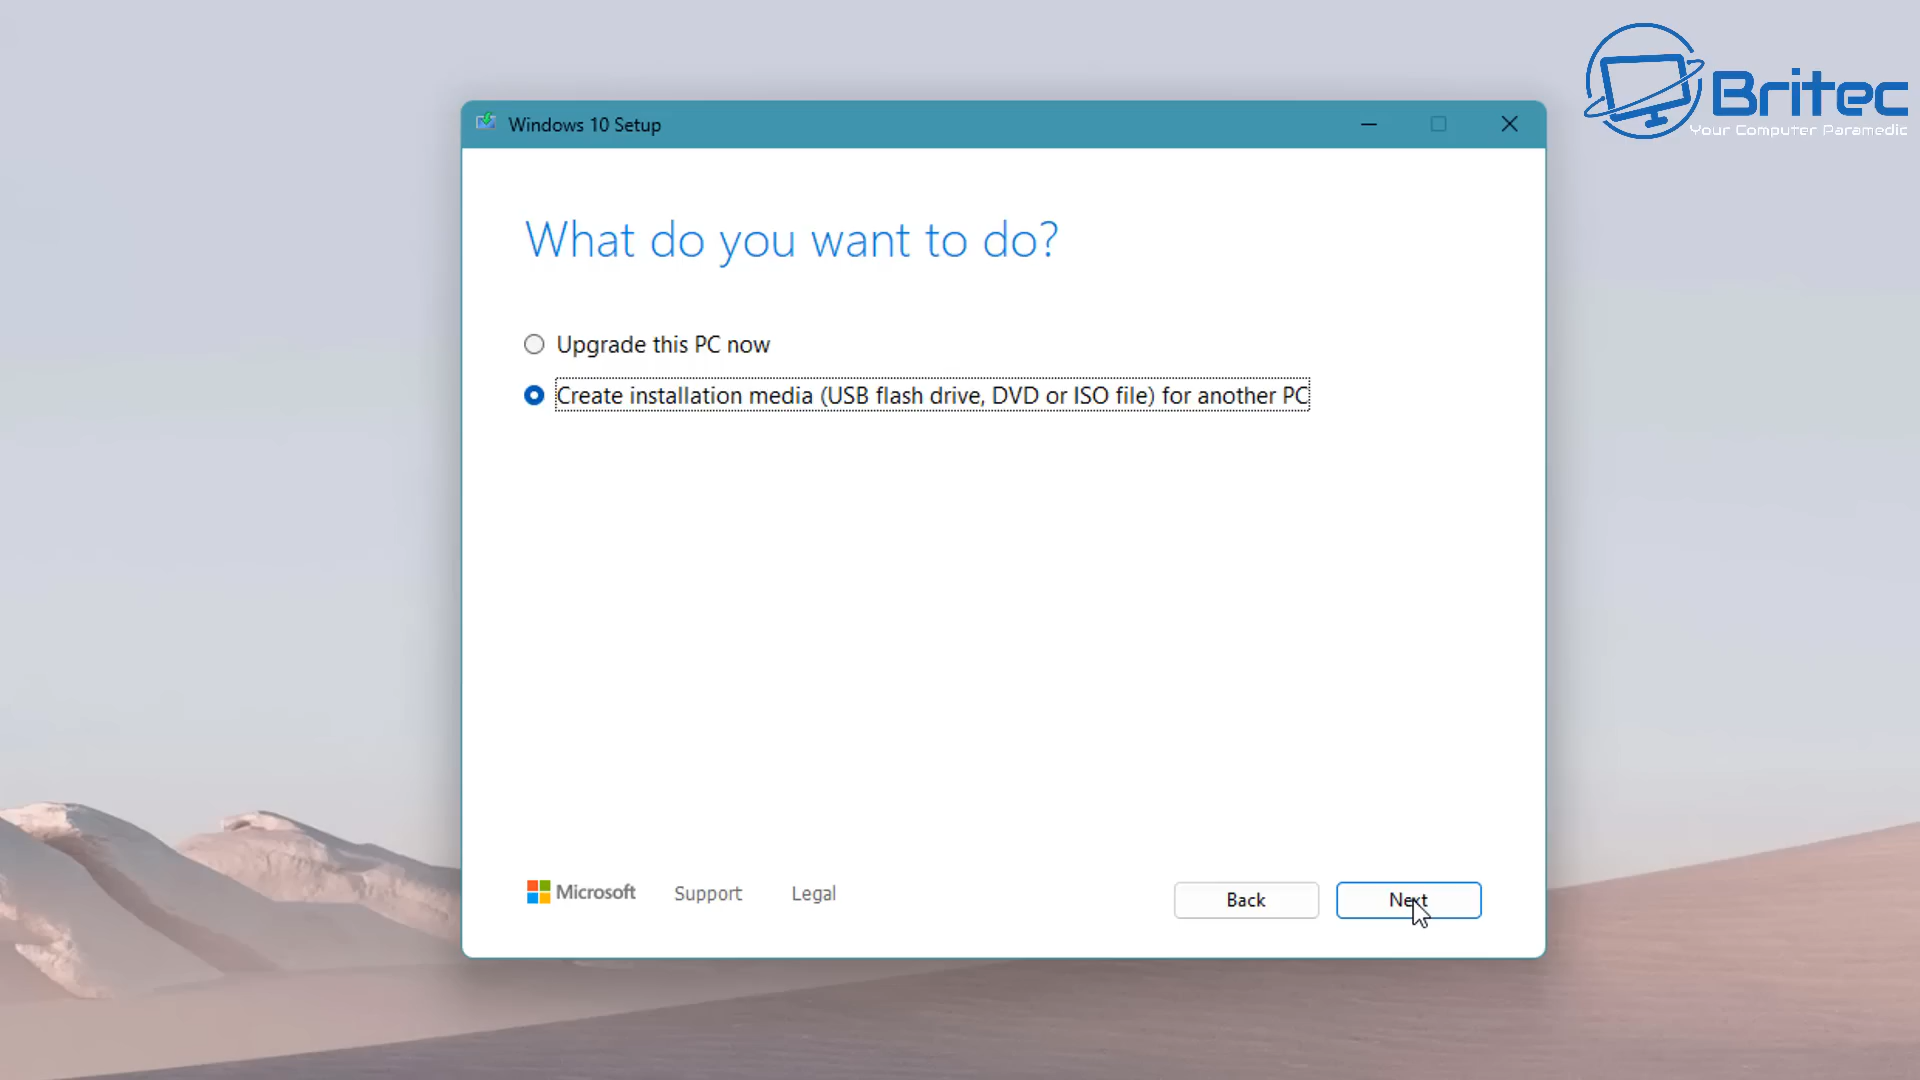 Britec
Your Computer Paramedic
Windows 10 Setup
What do you want to do?
Upgrade this PC now
Create installation media (USB flash drive, DVD or ISO file) for another PC
Microsoft Support Legal Back Next